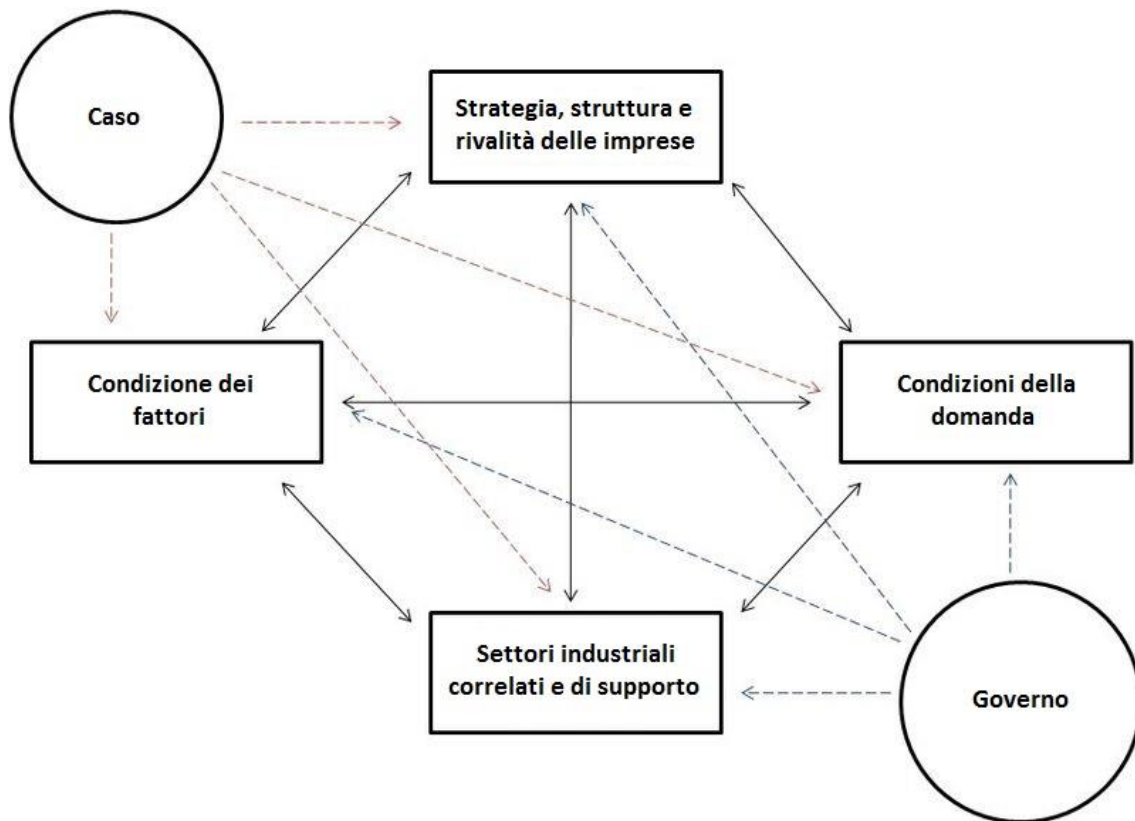 Caso
Strategia, struttura e
rivalità delle imprese
Condizione dei
fattori
Condizioni della
domanda
Settori industriali
correlati e di supporto
Governo